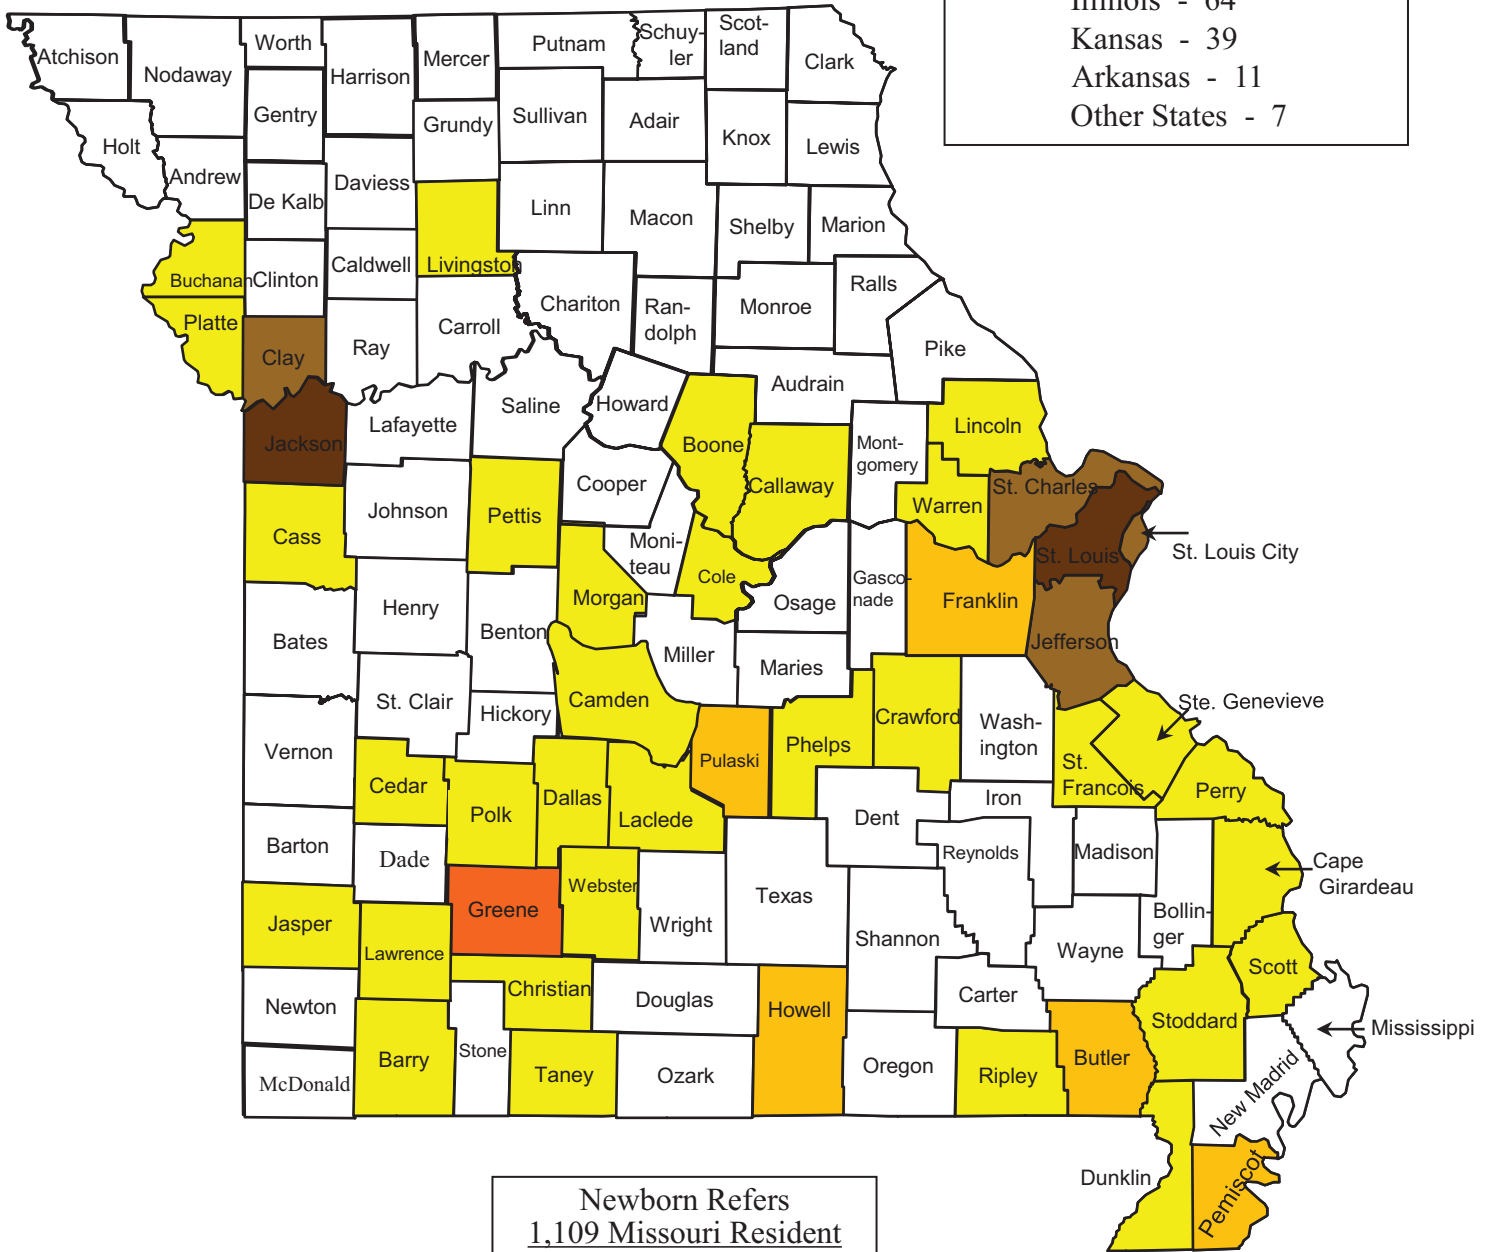 Illinois - 64
Kansas - 39
Arkansas - 11
Other States - 7
Atchison
Nodaway
Worth
Harrison
Mercer
Putnam
Schuy-
ler
Scot-
land
Clark
Holt
Gentry
Grundy
Sullivan
Adair
Knox
Lewis
Andrew
De Kalb
Daviess
Linn
Macon
Shelby
Marion
Buchanan
Clinton
Caldwell
Livingston
Chariton
Ran-
dolph
Monroe
Ralls
Platte
Clay
Ray
Carroll
Pike
Audrain
Jackson
Lafayette
Saline
Howard
Boone
Callaway
Mont-
gomery
Lincoln
Warren
St. Charles
Cass
Johnson
Pettis
Cooper
Moni-
teau
Cole
Osage
Gasco-
nade
Franklin
St. Louis
St. Louis City
Jefferson
Bates
Henry
Benton
Morgan
Miller
Maries
St. Clair
Hickory
Camden
Pulaski
Phelps
Crawford
Wash-
ington
Ste. Genevieve
St.
Francois
Perry
Vernon
Cedar
Polk
Dallas
Laclede
Dent
Iron
Reynolds
Madison
Barton
Dade
Greene
Webster
Wright
Texas
Shannon
Wayne
Bollin-
ger
Cape
Girardeau
Jasper
Lawrence
Christian
Douglas
Howell
Carter
Butler
Stoddard
Scott
Mississippi
Newton
McDonald
Barry
Stone
Taney
Ozark
Oregon
Ripley
New Madrid
Dunklin
Pemiscot
Newborn Refers
1,109 Missouri Resident